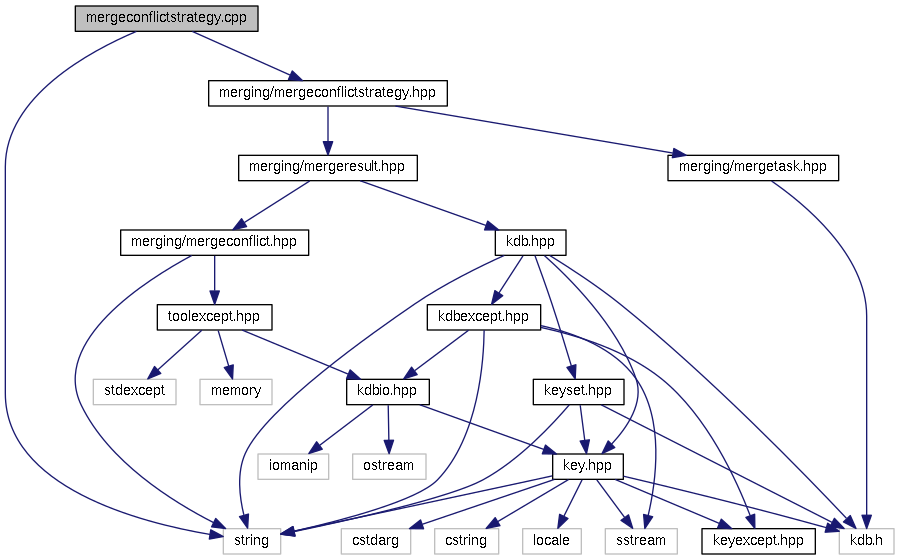 mergeconflictstrategy.cpp
merging/mergeconflictstrategy.hpp
merging/mergeresult.hpp
merging/mergetask.hpp
merging/mergeconflict.hpp
kdb.hpp
toolexcept.hpp
kdbexcept.hpp
stdexcept
memory
kdbio.hpp
keyset.hpp
iomanip
ostream
key.hpp
string
cstdarg
cstring
locale
sstream
keyexcept.hpp
kdb.h